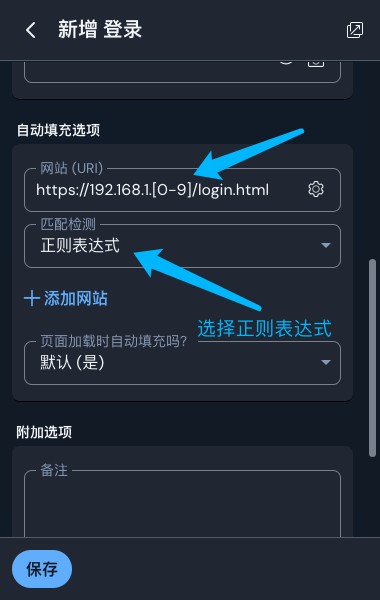 新增 登录
自动填充选项
网站 (URI)
https://192.168.1.[0-9]/login.html
匹配检测
正则表达式
添加网站
选择正则表达式
页面加载时自动填充吗?
默认 (是)
附加选项
备注
保存